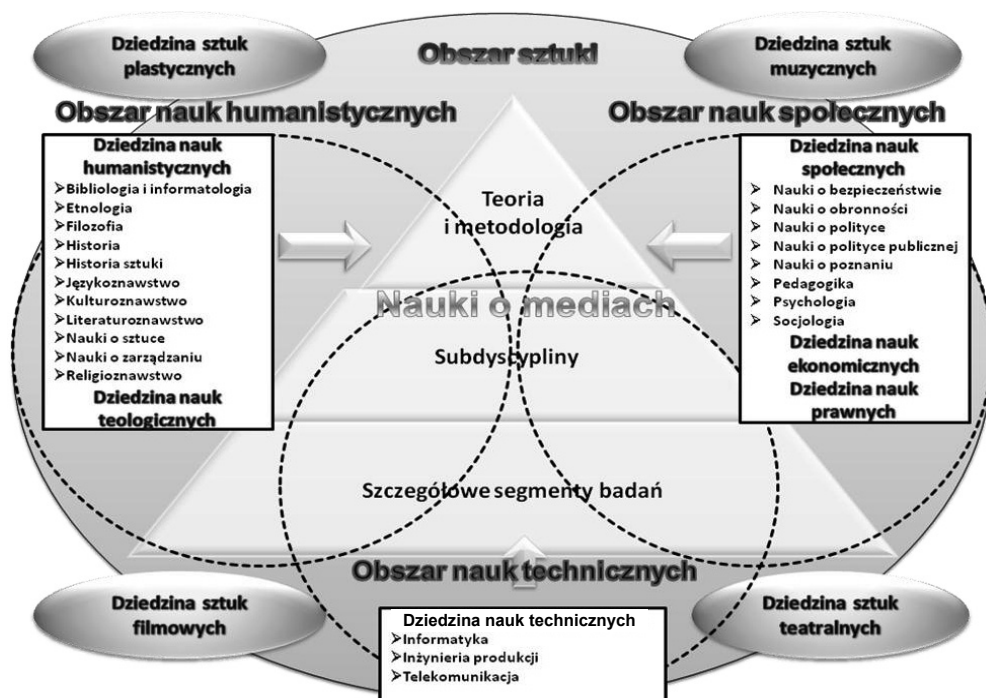 Dziedzina sztuk
plastycznych
Obszar sztuki
Dziedzina sztuk
muzycznych
Obszar nauk humanistycznych
Obszar nauk społecznych
Dziedzina nauk
humanistycznych
➢Bibliologia i informatologia
➢Etnologia
➢Filozofia
➢Historia
➢Historia sztuki
➢Językoznawstwo
➢Kulturoznawstwo
➢Literaturoznawstwo
➢Nauki o sztuce
➢Nauki o zarządzaniu
➢Religioznawstwo
Dziedzina nauk
teologicznych
Teoria
i metodologia
Nauki o mediach
Subdyscypliny
Szczegółowe segmenty badań
Dziedzina nauk
społecznych
➢ Nauki o bezpieczeństwie
➢ Nauki o obronności
➢ Nauki o polityce
➢ Nauki o polityce publicznej
➢ Nauki o poznaniu
➢ Pedagogika
➢ Psychologia
➢ Socjologia
Dziedzina nauk
ekonomicznych
Dziedzina nauk
prawnych
Obszar nauk technicznych
Dziedzina sztuk
filmowych
Dziedzina nauk technicznych
➢Informatyka
➢Inżynieria produkcji
➢Telekomunikacja
Dziedzina sztuk
teatralnych